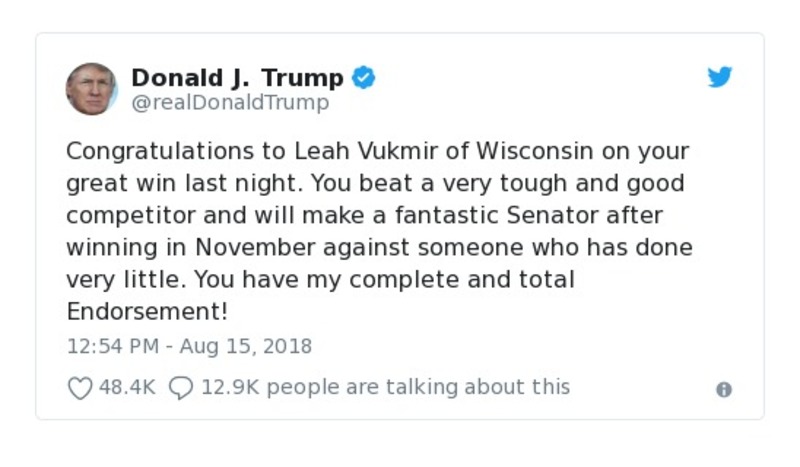 Donald J. Trump
@realDonaldTrump
Congratulations to Leah Vukmir of Wisconsin on your
great win last night. You beat a very tough and good
competitor and will make a fantastic Senator after
winning in November against someone who has done
very little. You have my complete and total
Endorsement!
12:54 PM - Aug 15, 2018
48.4K 12.9K people are talking about this